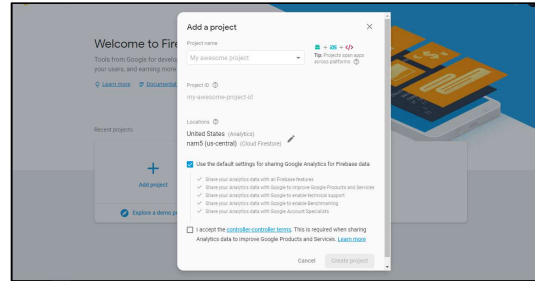 Welcome to Fire
Tools from Google for develo
your users, and earning more
Learn more
Documentat
Recent projects
Add project
Explore a demo pr
Add a project
Project name
My awesome project
+ iOS + </>
Tip: Projects span apps
across platforms
Project ID
my-awesome-project-id
Locations
United States (Analytics)
nam5 (us-central) (Cloud Firestore)
Use the default settings for sharing Google Analytics for Firebase data
Share your Analytics data with all Firebase features
Share your Analytics data with Google to improve Google Products and Services
Share your Analytics data with Google to enable technical support
Share your Analytics data with Google to enable Benchmarking
Share your Analytics data with Google Account Specialists
I accept the controller-controller terms. This is required when sharing
Analytics data to improve Google Products and Services. Learn more
Cancel Create project